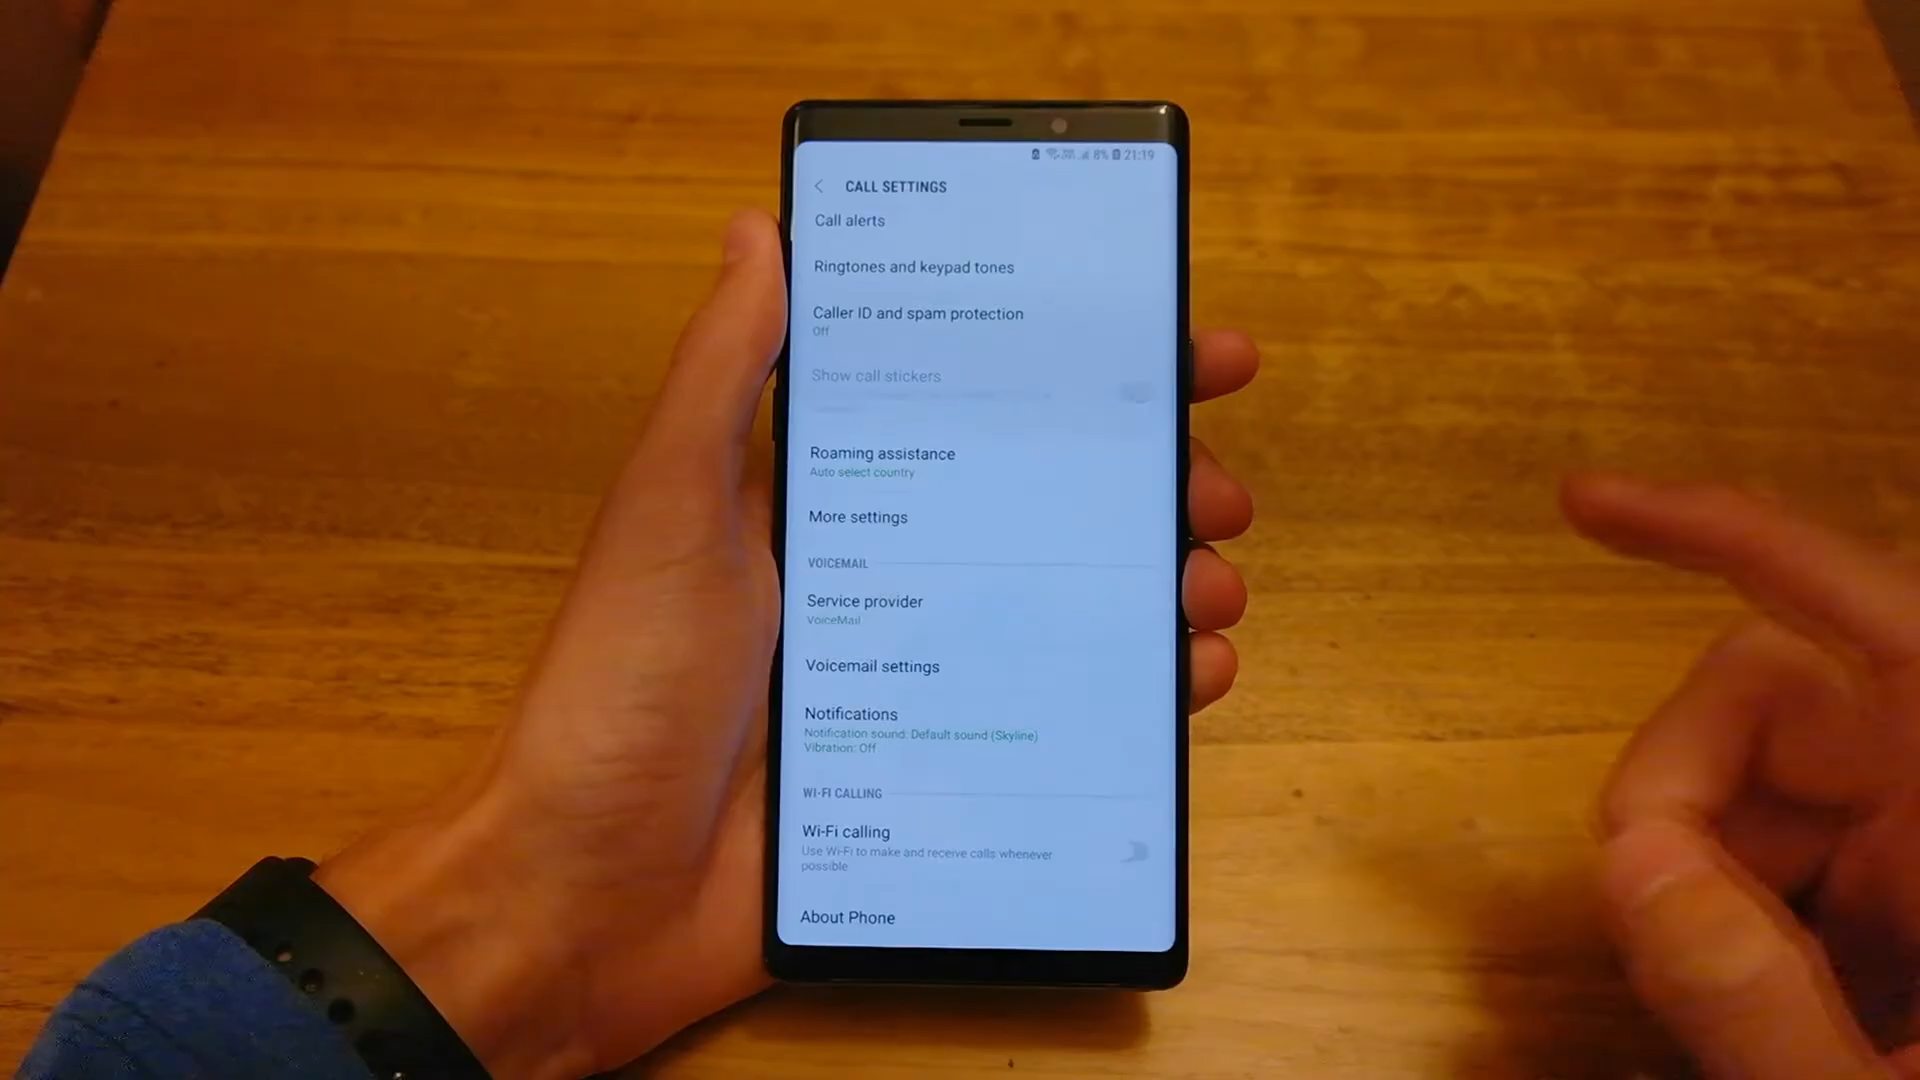 8% 21:19
CALL SETTINGS
Call alerts
Ringtones and keypad tones
Caller ID and spam protection
Off
Show call stickers
Roaming assistance
Auto select country
More settings
VOICEMAIL
Service provider
VoiceMail
Voicemail settings
Notifications
Notification sound: Default sound (Skyline)
Vibration: Off
WI-FI CALLING
Wi-Fi calling
Use Wi-Fi to make and receive calls whenever
possible
About Phone